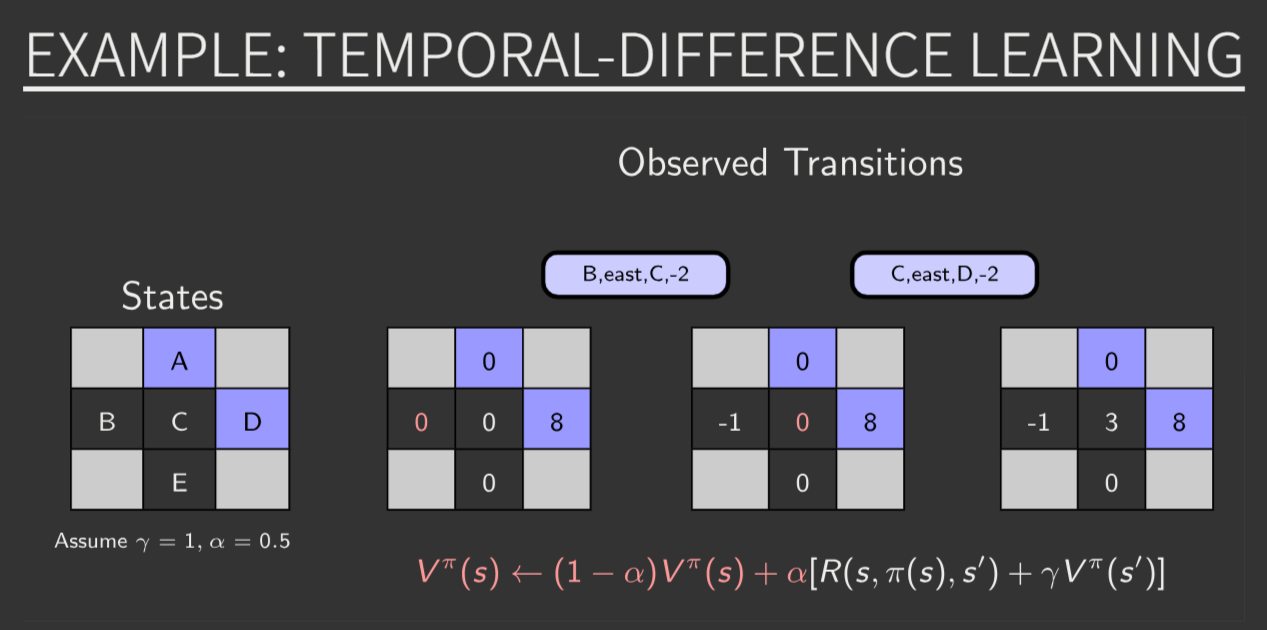 EXAMPLE: TEMPORAL-DIFFERENCE LEARNING
Observed Transitions
B,east,C,-2
C,east,D,-2
States
A
B C D
E
0
0 0 8
0
0
-1 0 8
0
0
-1 3 8
0
Assume γ = 1, α = 0.5
V^π(s) ← (1 − α)V^π(s) + α[R(s, π(s), s′) + γV^π(s′)]